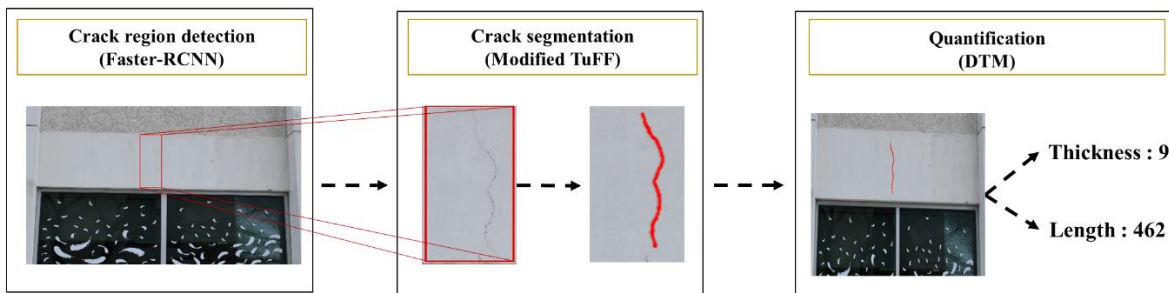 Crack region detection
(Faster-RCNN)
Crack segmentation
(Modified TuFF)
Quantification
(DTM)
Thickness : 9
Length : 462